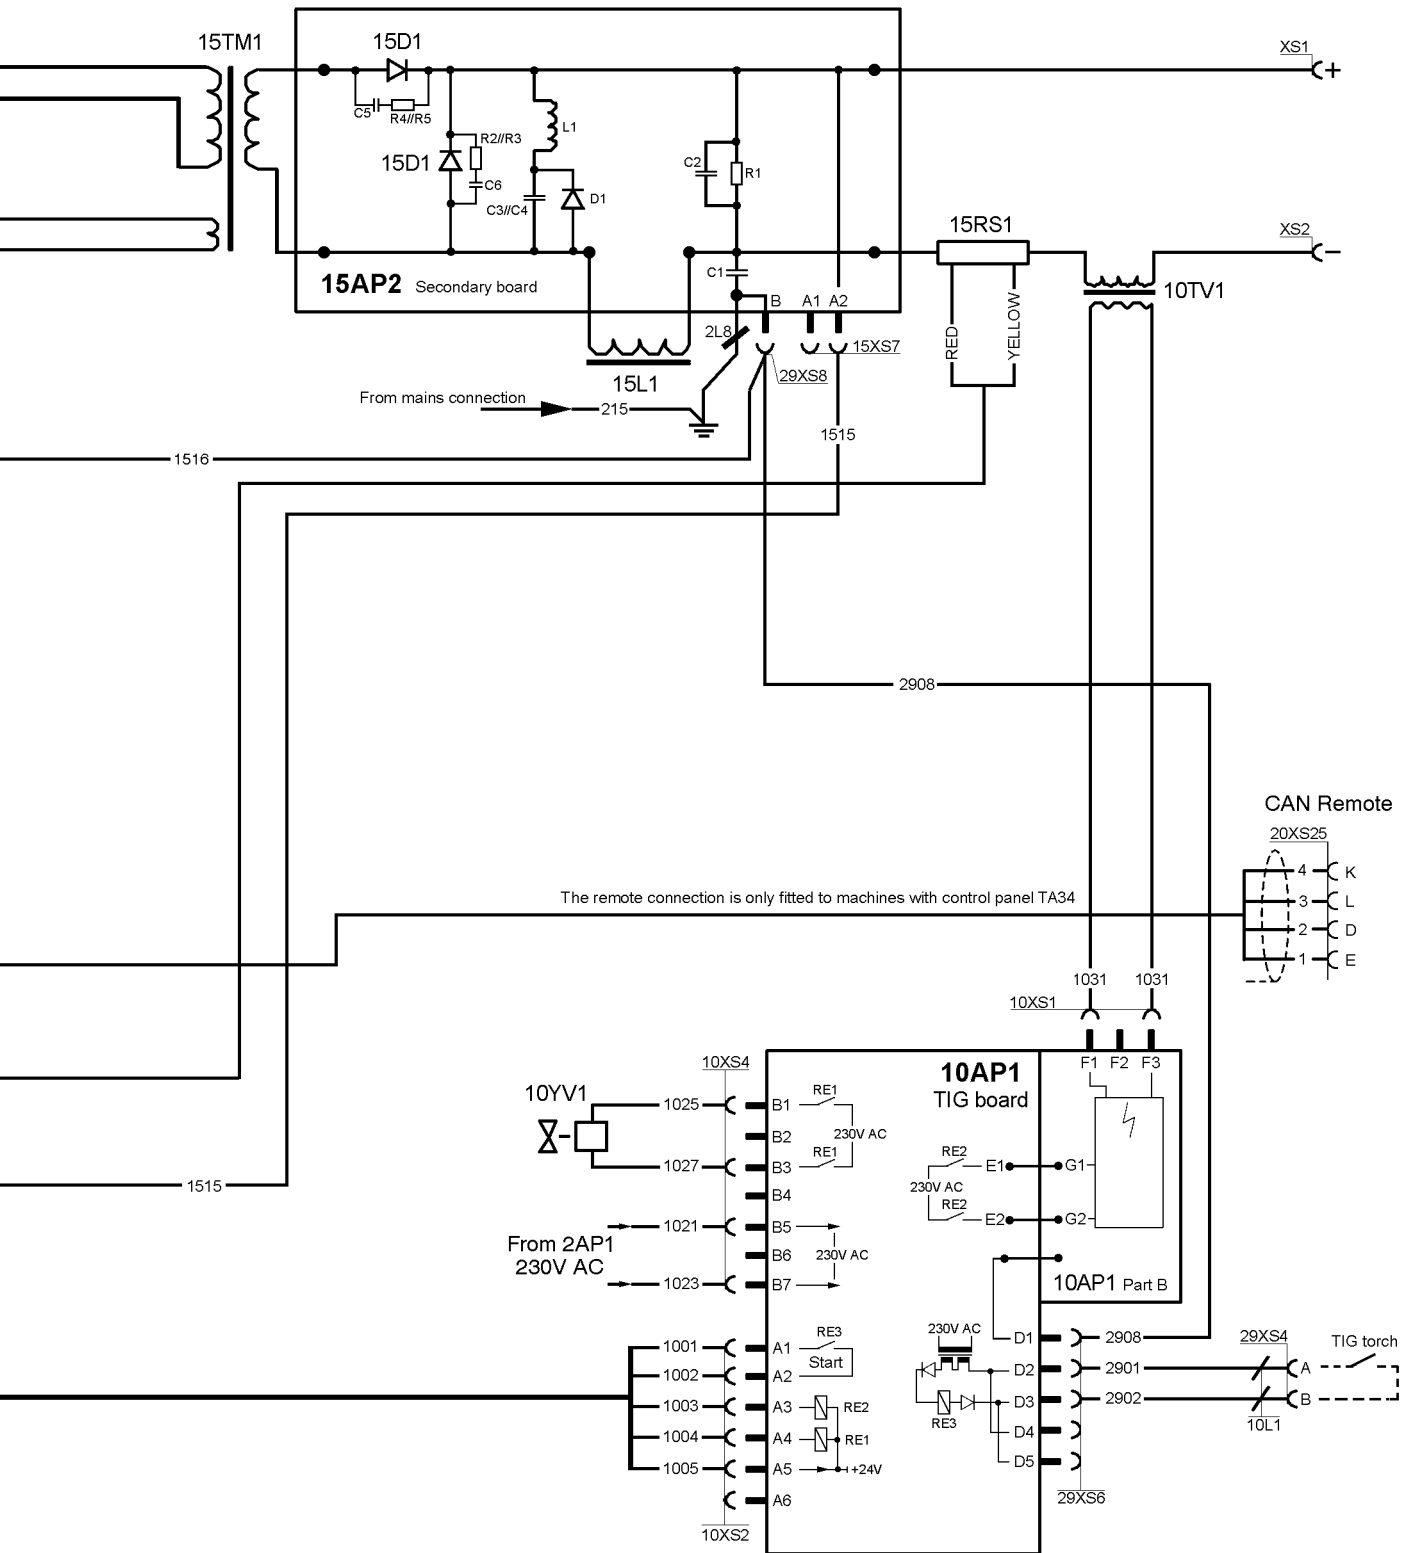 15TM1
15D1
XS1
+
C5
R4//R5
L1
R2//R3
15D1
C6
C3//C4
D1
C2
R1
15RS1
XS2
−
15AP2 Secondary board
C1
B
A1
A2
10TV1
2L8
RED
YELLOW
15XS7
29XS8
15L1
From mains connection
215
1515
1516
2908
CAN Remote
20XS25
4
K
The remote connection is only fitted to machines with control panel TA34
3
L
2
D
1
E
1031
1031
10XS1
F1
F2
F3
10XS4
10AP1
TIG board
10YV1
1025
B1
RE1
B2
230V AC
1027
B3
RE1
RE2
E1
G1
B4
230V AC
RE2
E2
G2
1021
B5
From 2AP1
230V AC
B6
230V AC
1023
B7
10AP1 Part B
1001
A1
RE3
Start
230V AC
D1
2908
29XS4
TIG torch
1002
A2
D2
2901
A
1003
A3
RE2
RE3
D3
2902
B
10L1
1004
A4
RE1
D4
1005
A5
+24V
D5
A6
29XS6
10XS2